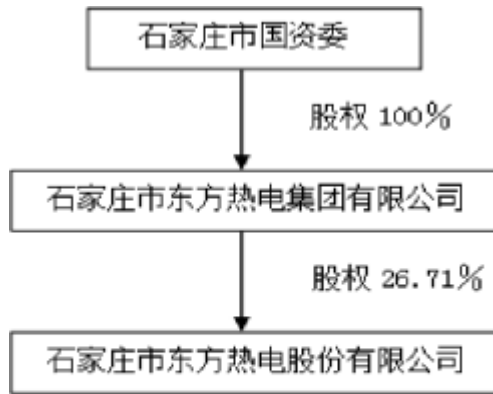 石家庄市国资委
股权 100%
石家庄市东方热电集团有限公司
股权 26.71%
石家庄市东方热电股份有限公司